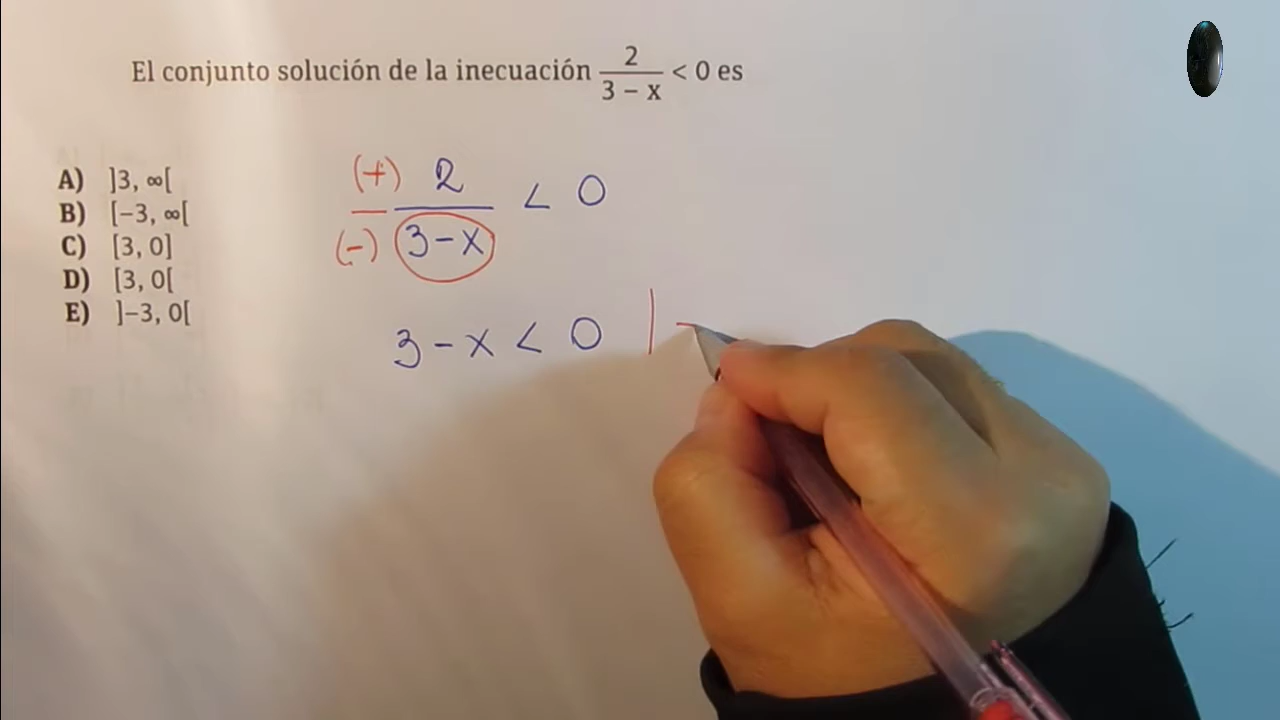 El conjunto solución de la inecuación 2/(3 – x) < 0 es
A) ]3, ∞[
B) [–3, ∞[
C) [3, 0]
D) [3, 0[
E) ]–3, 0[
(+) 2 < 0
(-) 3-x
3-x < 0 | -